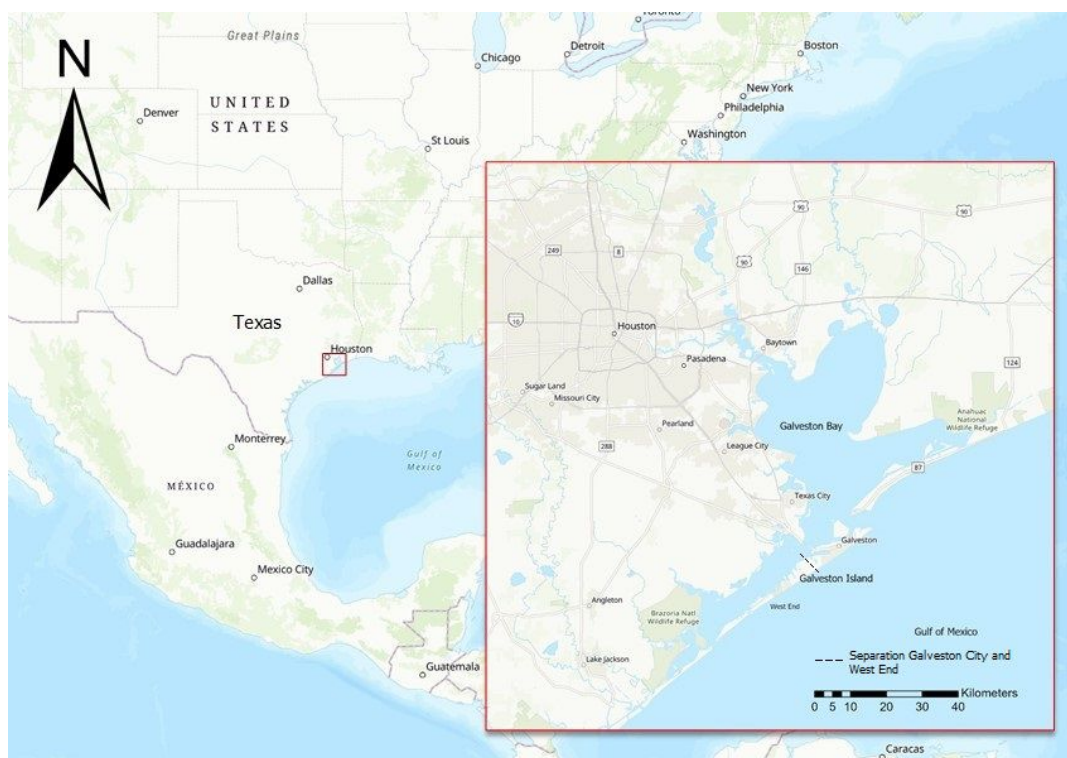 Toronto
Great Plains
Boston
N
Chicago
Detroit
New York
UNITED
STATES
Denver
Philadelphia
St Louis
Washington
Dallas
Texas
Houston
Monterrey
Gulf of
Mexico
MÉXICO
Guadalajara
Mexico City
Guatemala
Caracas
90
90
249
8
90
146
10
Houston
Baytown
Pasadena
124
Sugar Land
Missouri City
Anahuac
National
Wildlife Refuge
Pearland
Galveston Bay
288
League City
87
Texas City
Galveston
Galveston Island
Angleton
West End
Brazoria Natl
Wildlife Refuge
Gulf of Mexico
Lake Jackson
Separation Galveston City and
West End
Kilometers
0 5 10 20 30 40